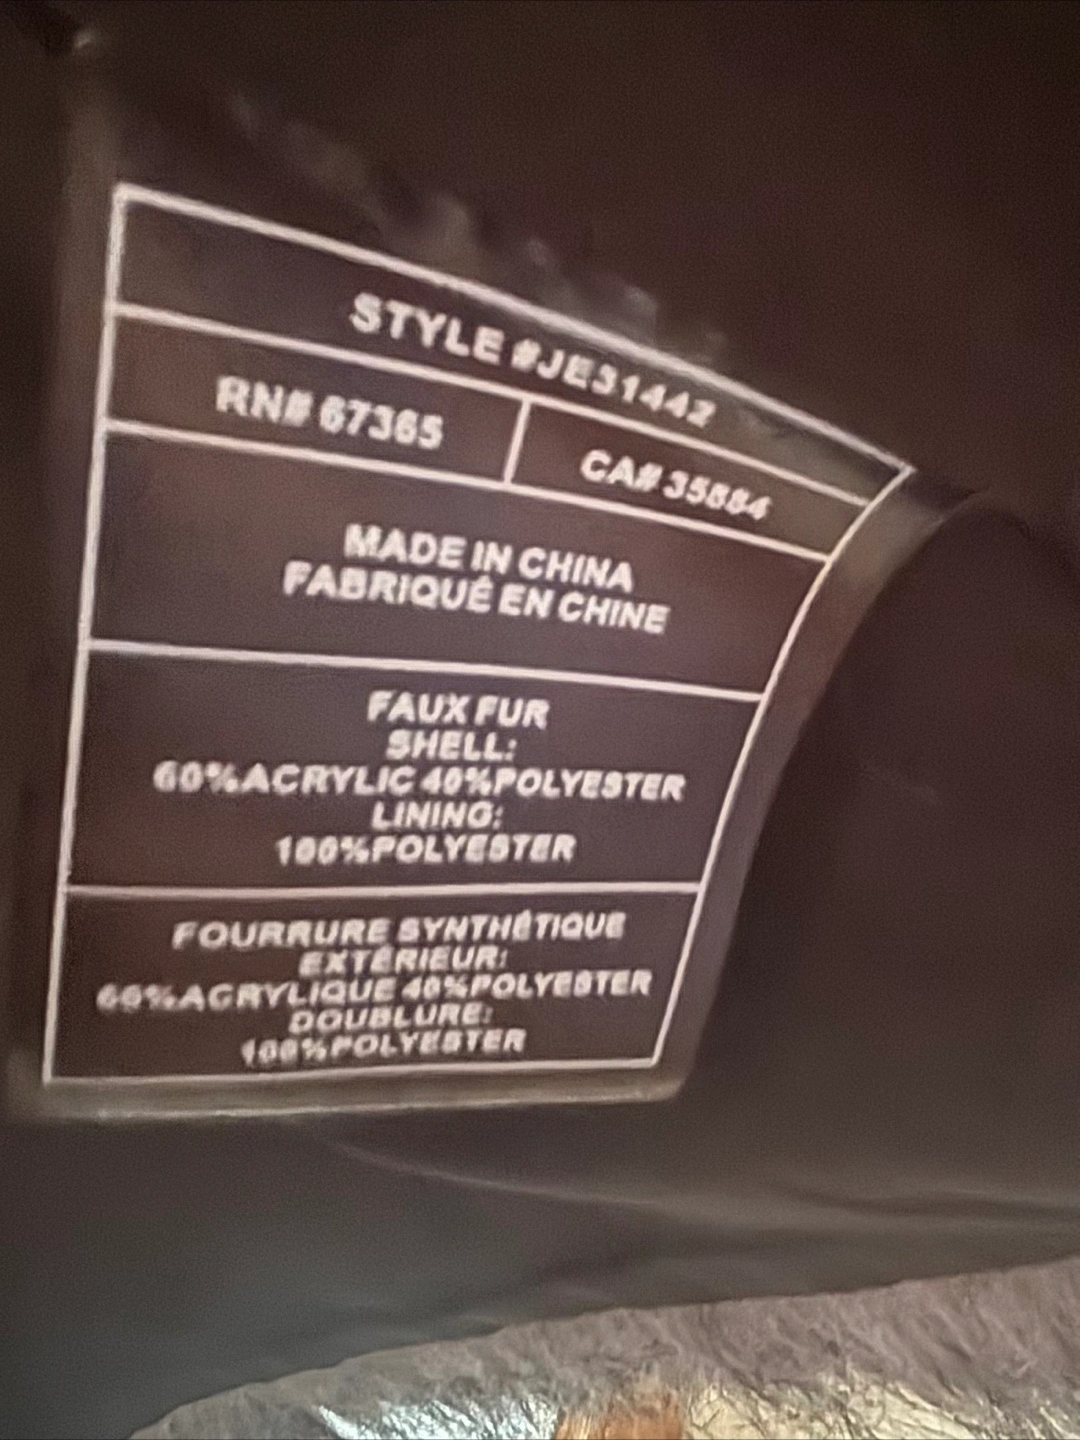 STYLE #JE31442
RN# 67365 CA# 35884
MADE IN CHINA
FABRIQUÉ EN CHINE
FAUX FUR
SHELL:
60%ACRYLIC 40%POLYESTER
LINING:
100%POLYESTER
FOURRURE SYNTHÉTIQUE
EXTÉRIEUR:
60%ACRYLIQUE 40%POLYESTER
DOUBLURE:
100%POLYESTER